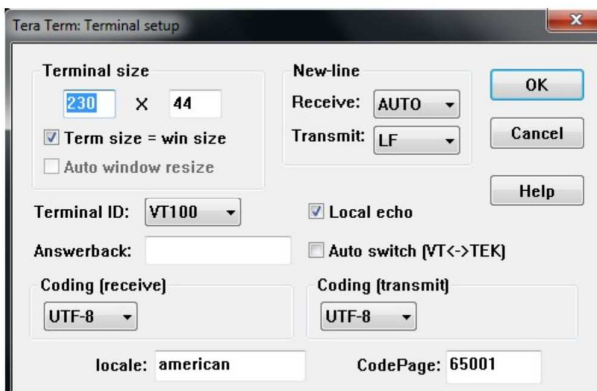 Tera Term: Terminal setup
X
Terminal size
230 X 44
Term size = win size
Auto window resize
New-line
Receive: AUTO
Transmit: LF
OK
Cancel
Help
Terminal ID: VT100
Local echo
Answerback:
Auto switch (VT<->TEK)
Coding (receive)
UTF-8
Coding (transmit)
UTF-8
locale: american
CodePage: 65001